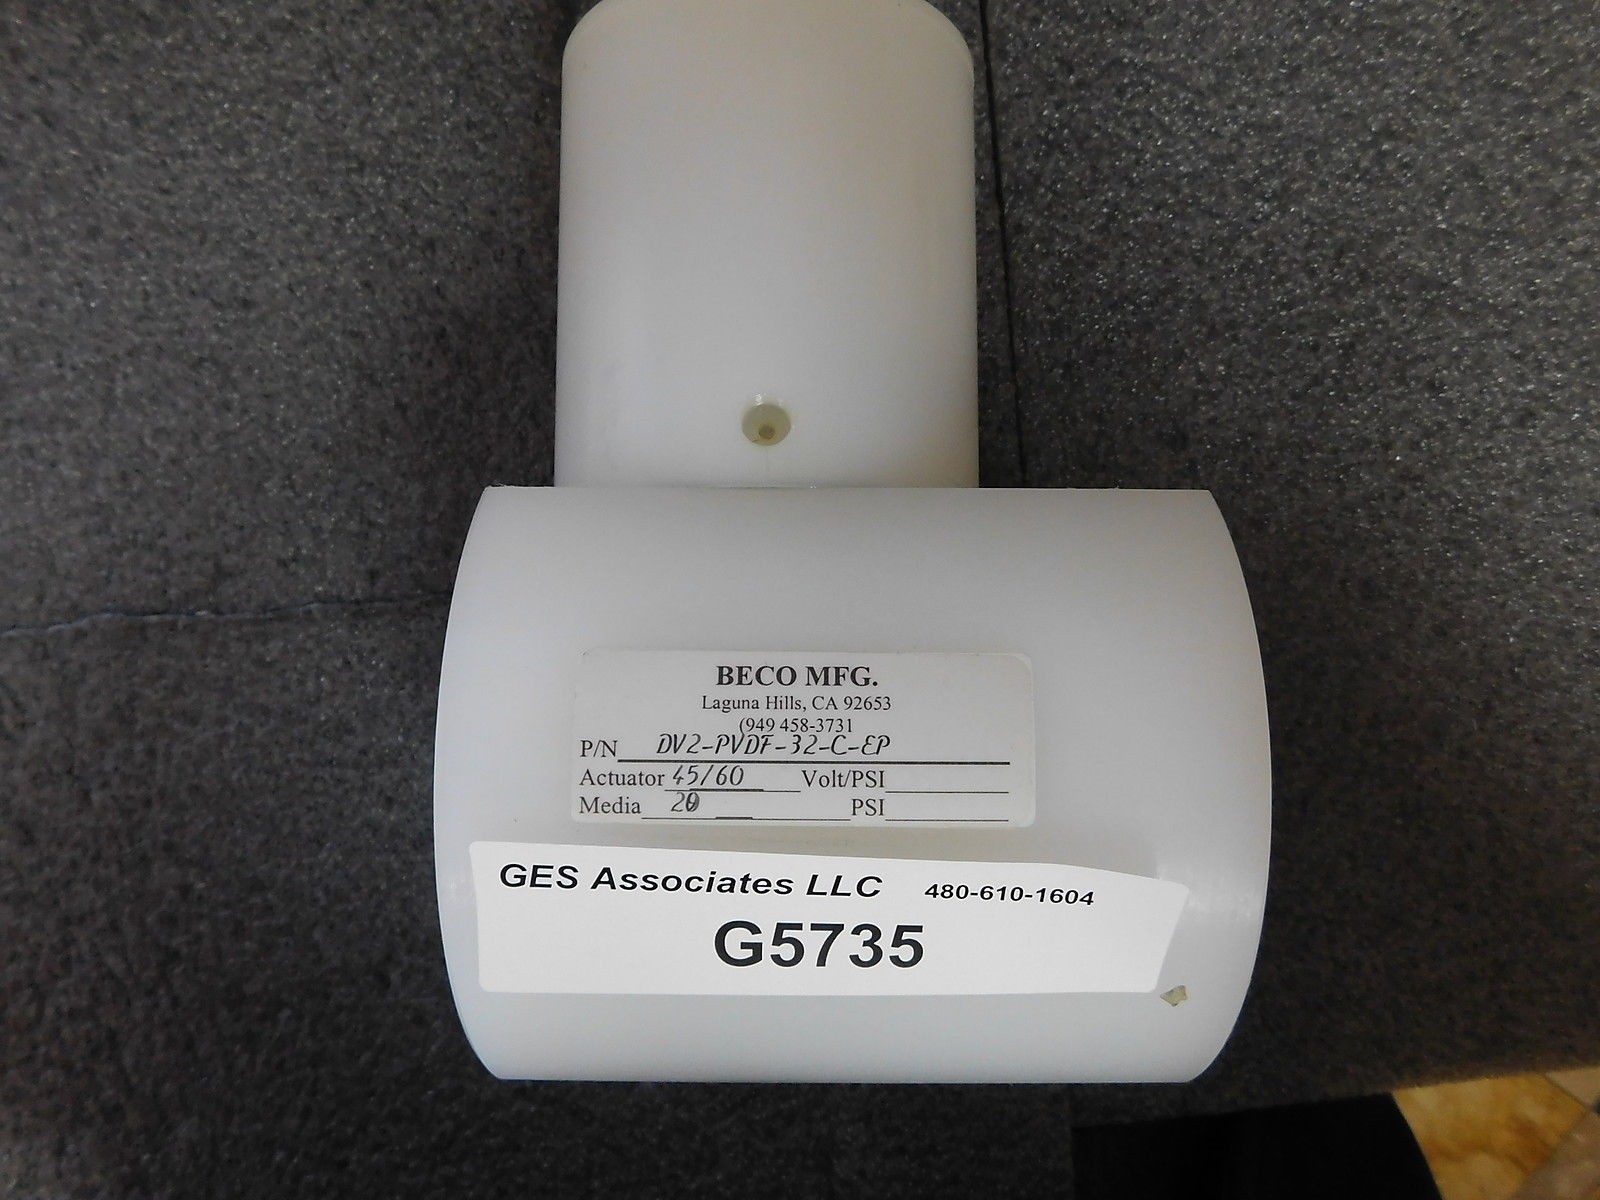 BECO MFG.
Laguna Hills, CA 92653
(949 458-3731
P/N DV2-PVDF-32-C-EP
Actuator 45/60 Volt/PSI
Media 20 PSI
GES Associates LLC 480-610-1604
G5735